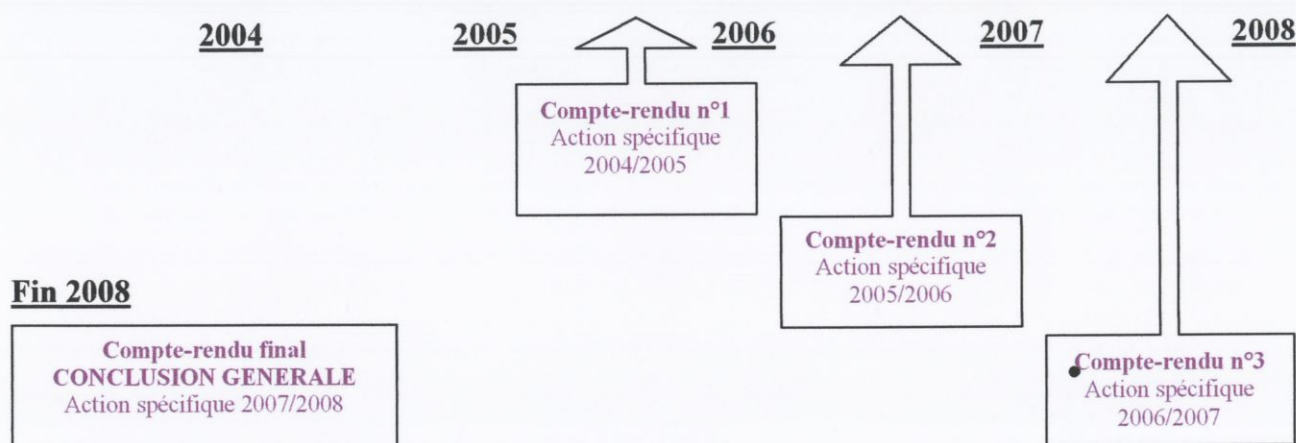 2004 2005 2006 2007 2008
Compte-rendu n°1
Action spécifique
2004/2005
Compte-rendu n°2
Action spécifique
2005/2006
Fin 2008
Compte-rendu final
CONCLUSION GENERALE
Action spécifique 2007/2008
Compte-rendu n°3
Action spécifique
2006/2007